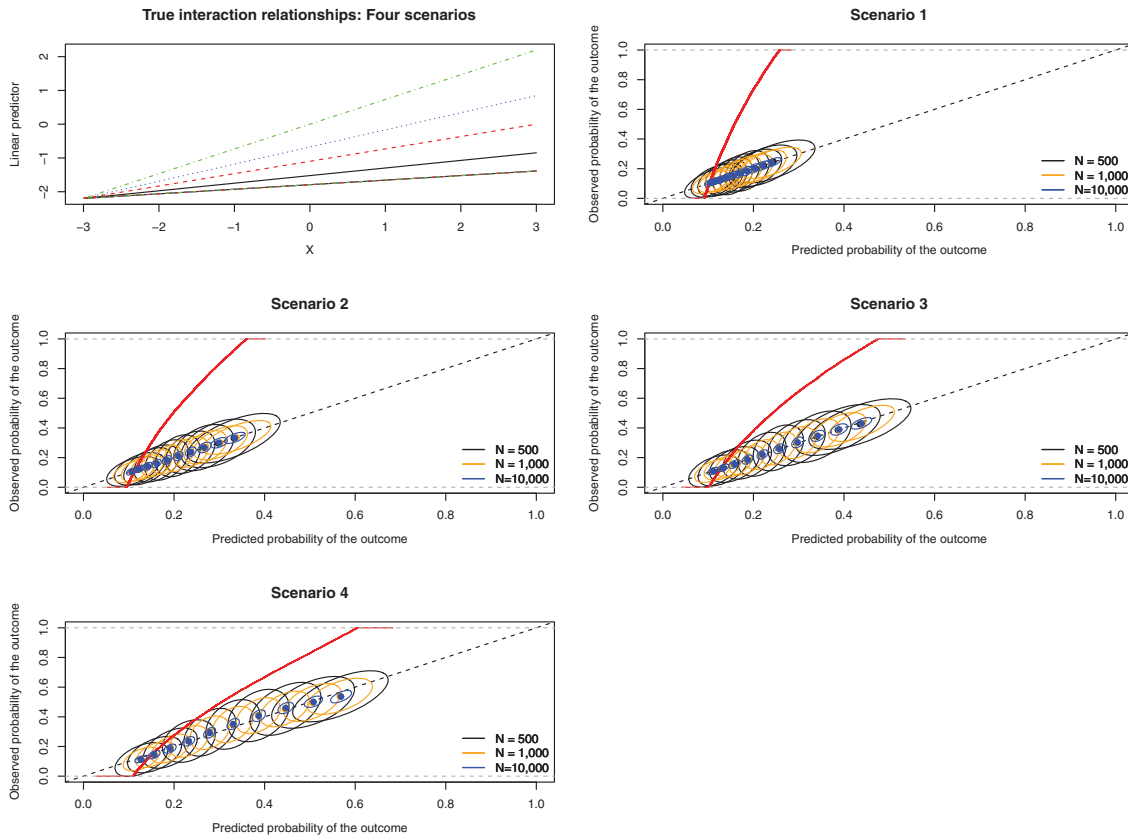 True interaction relationships: Four scenarios
Linear predictor
2
1
0
−1
−2
−3
−2
−1
0
1
2
3
X
Scenario 1
Observed probability of the outcome
1.0
0.8
0.6
0.4
0.2
0.0
N = 500
N = 1,000
N=10,000
0.0
0.2
0.4
0.6
0.8
1.0
Predicted probability of the outcome
Scenario 2
Observed probability of the outcome
1.0
0.8
0.6
0.4
0.2
0.0
N = 500
N = 1,000
N=10,000
0.0
0.2
0.4
0.6
0.8
1.0
Predicted probability of the outcome
Scenario 3
Observed probability of the outcome
1.0
0.8
0.6
0.4
0.2
0.0
N = 500
N = 1,000
N=10,000
0.0
0.2
0.4
0.6
0.8
1.0
Predicted probability of the outcome
Scenario 4
Observed probability of the outcome
1.0
0.8
0.6
0.4
0.2
0.0
N = 500
N = 1,000
N=10,000
0.0
0.2
0.4
0.6
0.8
1.0
Predicted probability of the outcome